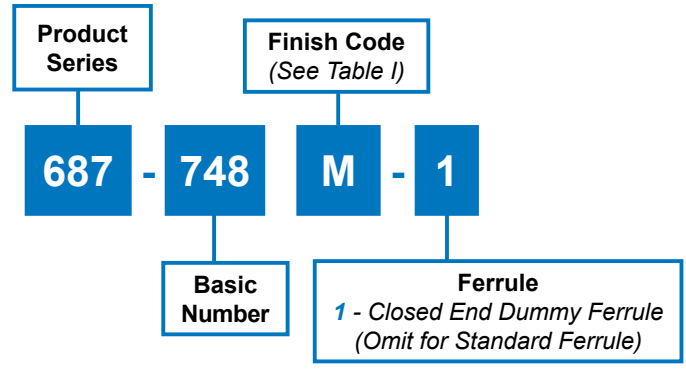 Product
Series
Finish Code
(See Table I)
687 - 748 M - 1
Basic
Number
Ferrule
1 - Closed End Dummy Ferrule
(Omit for Standard Ferrule)